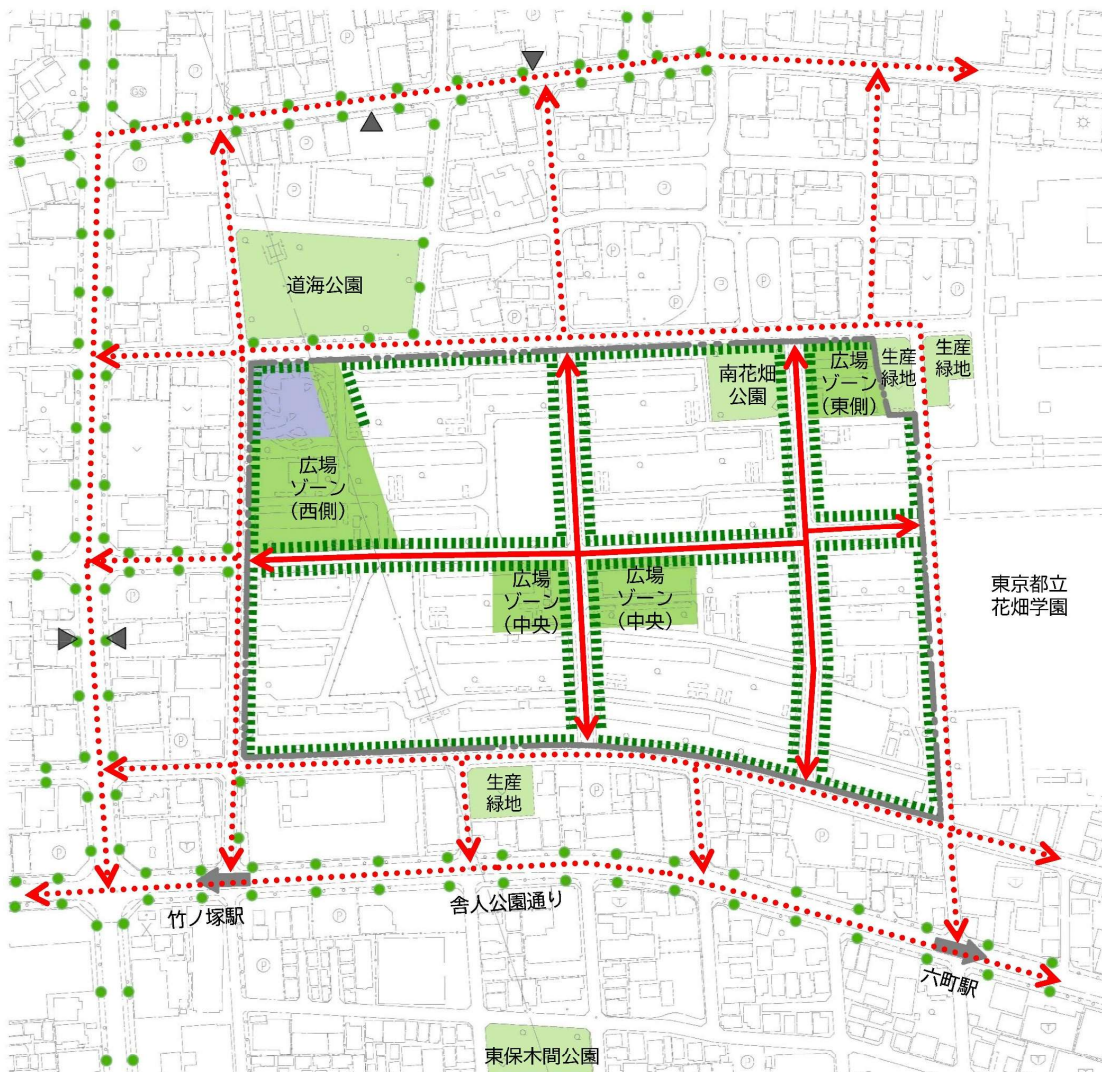 道海公園
南花畑
公園
広場
ゾーン
（東側）
生産
緑地
生産
緑地
広場
ゾーン
（西側）
広場
ゾーン
（中央）
広場
ゾーン
（中央）
東京都立
花畑学園
生産
緑地
竹ノ塚駅
舎人公園通り
六町駅
東保木間公園